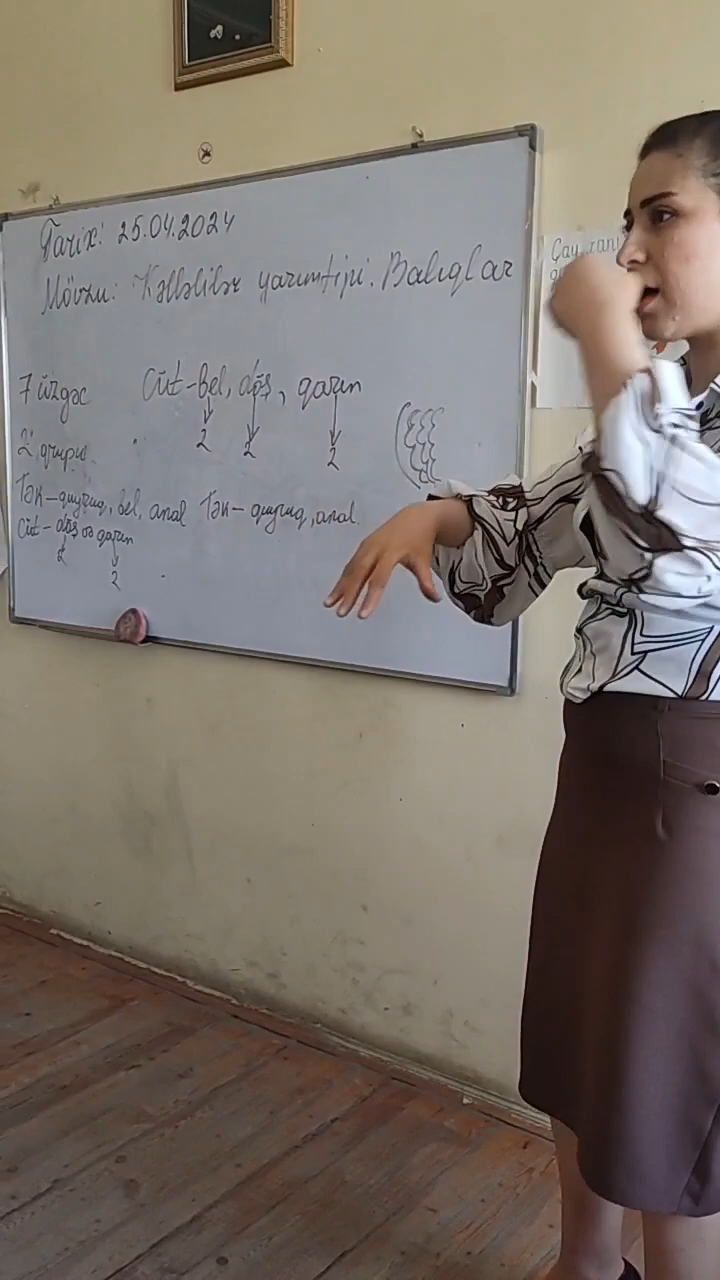 Tarix: 25.04.2024
Mövzu: Kəlləlilər yarımtipi. Balıqlar
7 üzgəc
Cüt-bel, döş, qarın
2 2 2
2 qrupu
Tək-quyruq, bel, anal Tək-quyruq, anal.
Cüt-döş və qarın
2 2
Çay